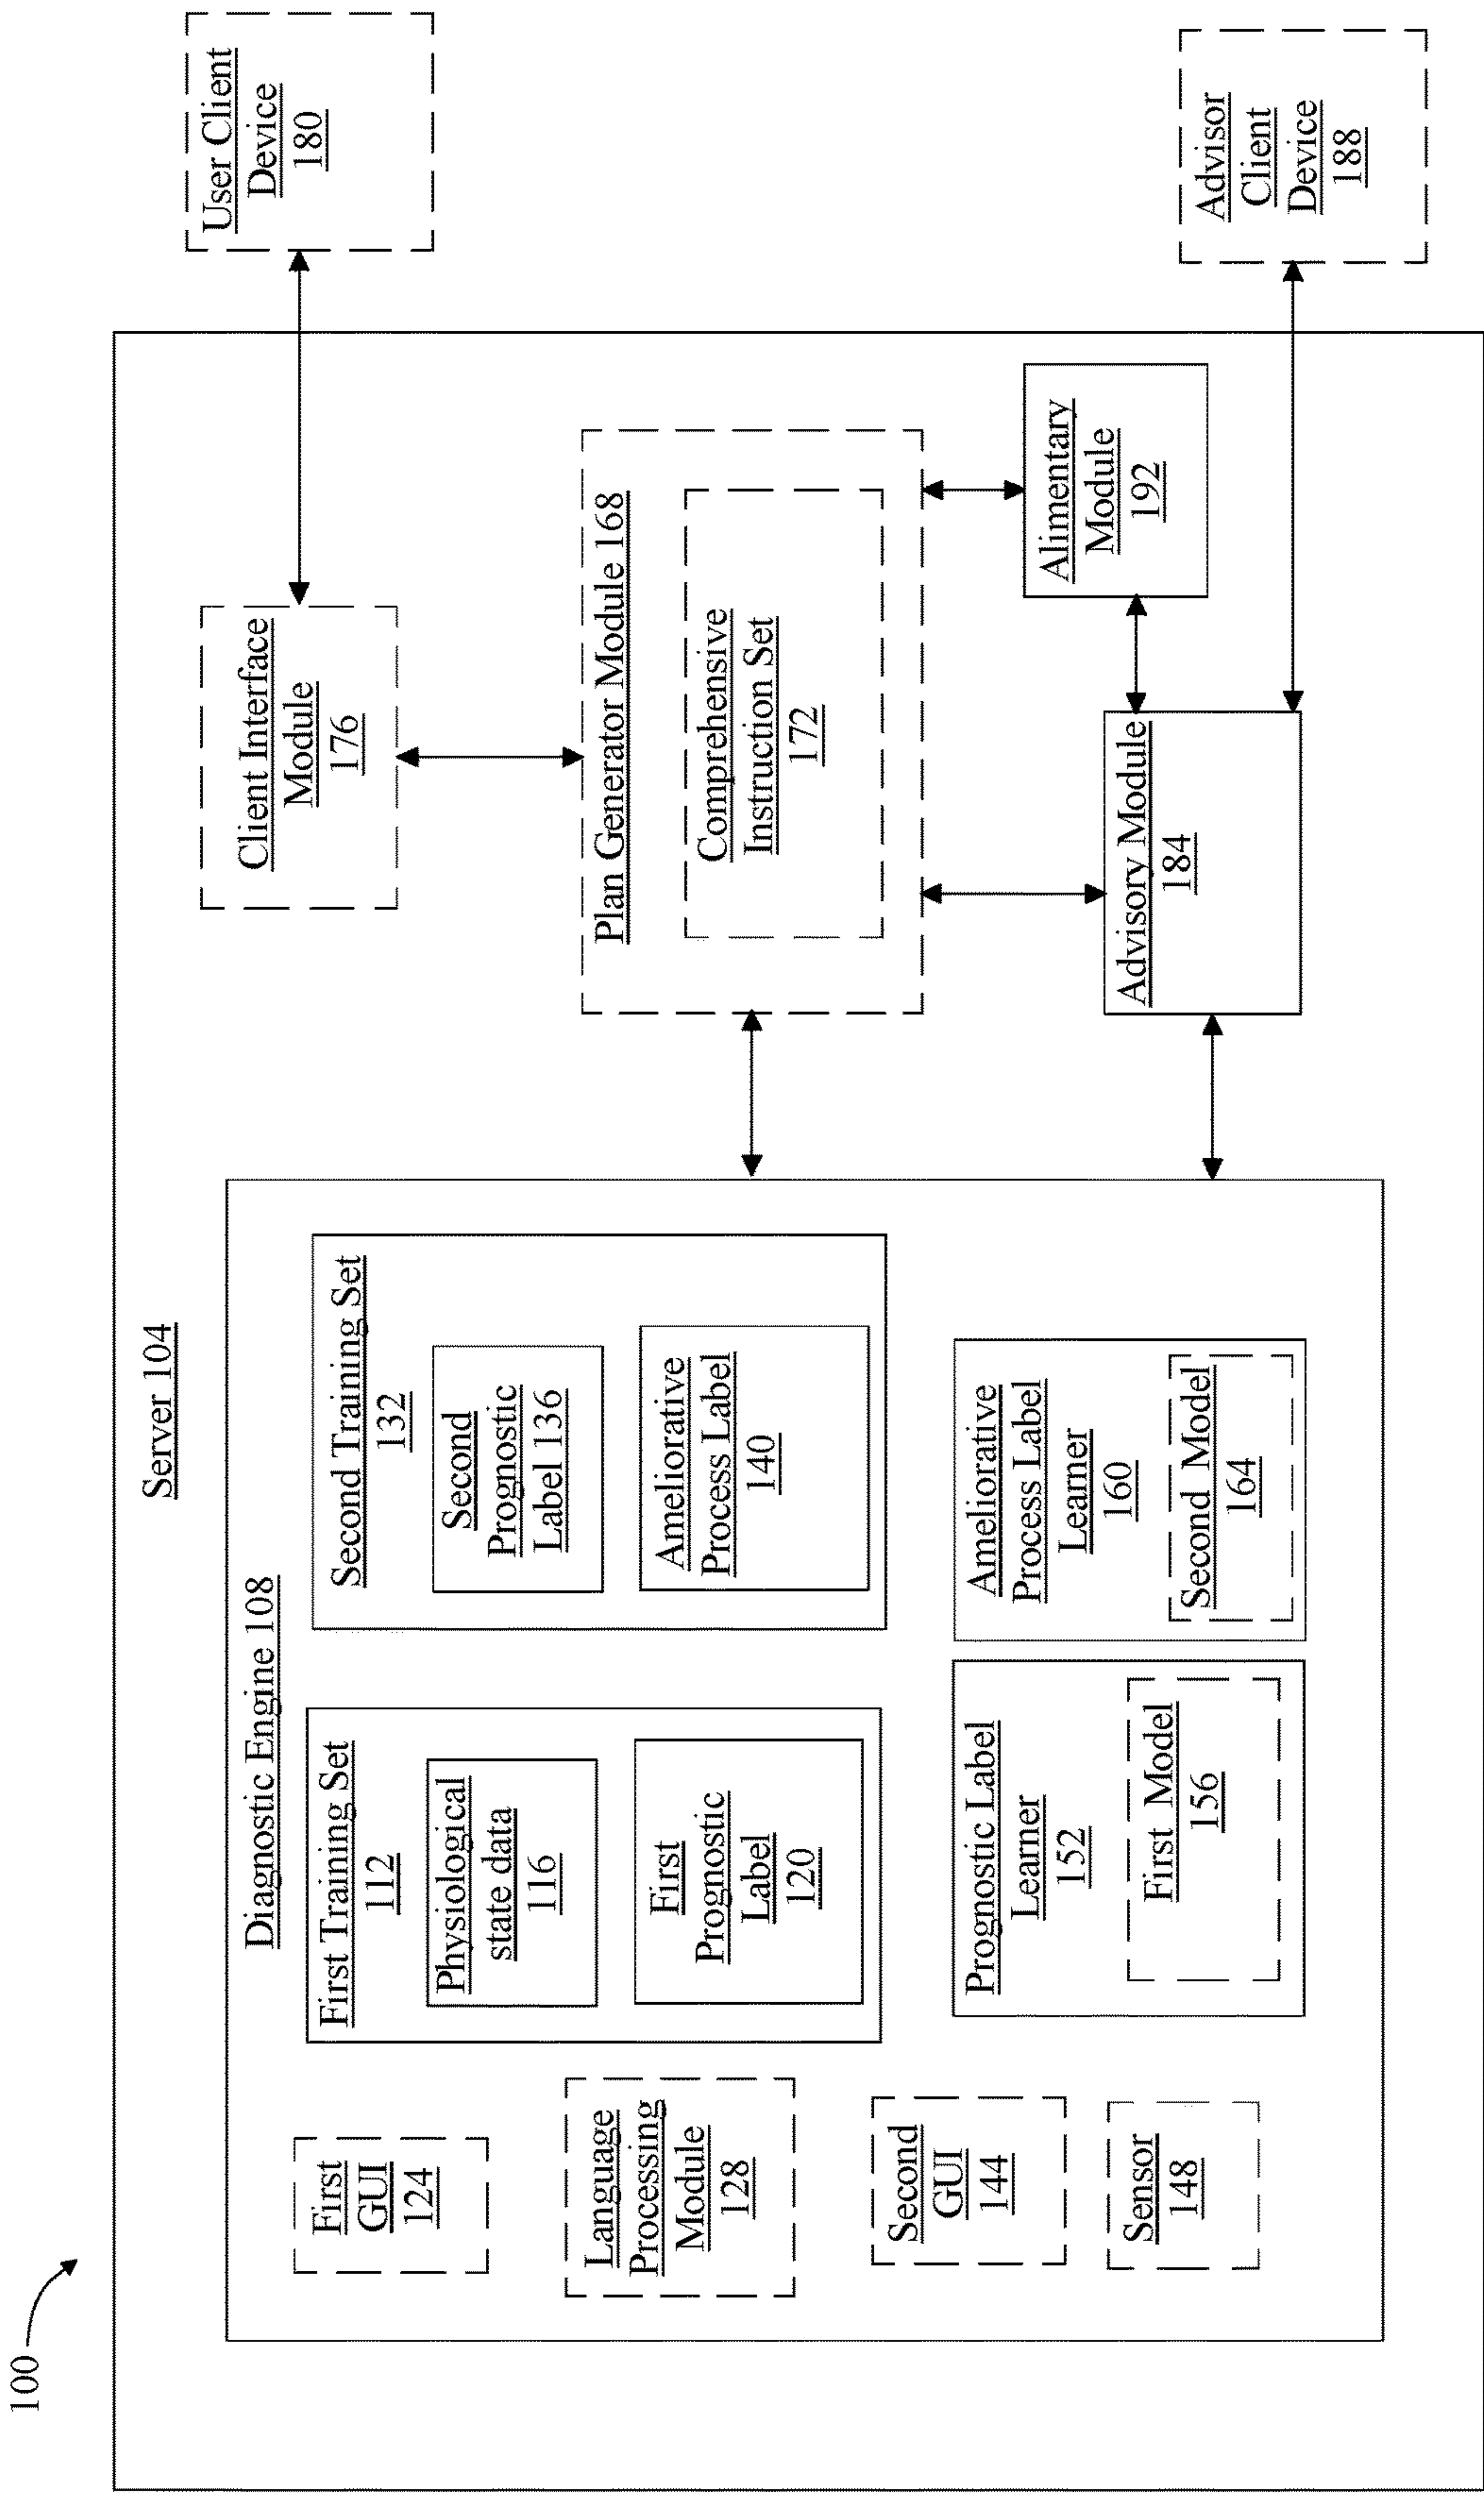 100
Server 104
Diagnostic Engine 108
First
GUI
124
Language
Processing
Module
128
Second
GUI
144
Sensor
148
First Training Set
112
Physiological
state data
116
First
Prognostic
Label
120
Prognostic Label
Learner
152
First Model
156
Second Training Set
132
Second
Prognostic
Label 136
Ameliorative
Process Label
140
Ameliorative
Process Label
Learner
160
Second Model
164
Client Interface
Module
176
Plan Generator Module 168
Comprehensive
Instruction Set
172
Advisory Module
184
Alimentary
Module
192
User Client
Device
180
Advisor
Client
Device
188